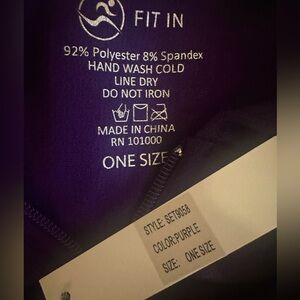 FIT IN
92% Polyester 8% Spandex
HAND WASH COLD
LINE DRY
DO NOT IRON
MADE IN CHINA
RN 101000
ONE SIZE
STYLE: SET9058
COLOR:PURPLE
SIZE: ONE SIZE